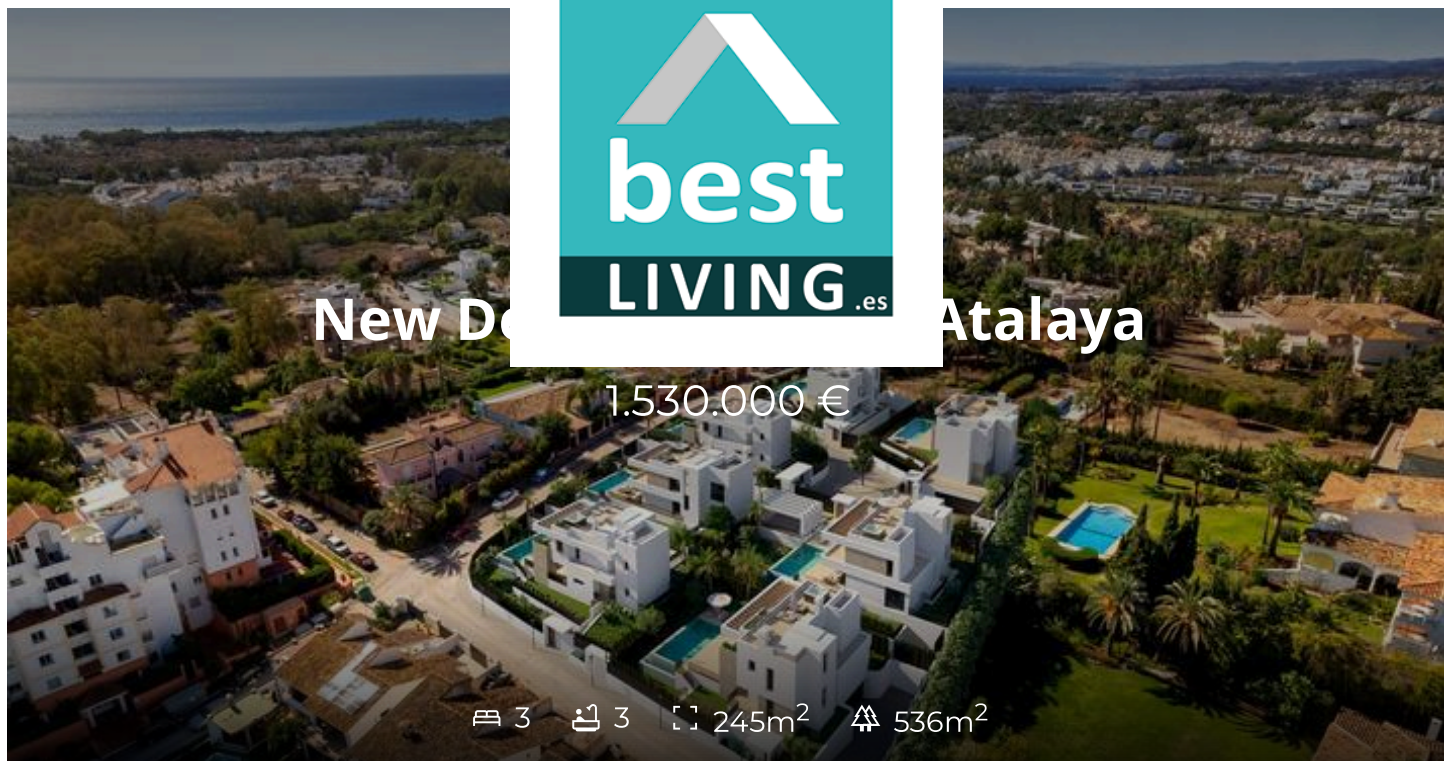 best
LIVING.es
New De Atalaya
1.530.000 €
3 3 245m² 536m²